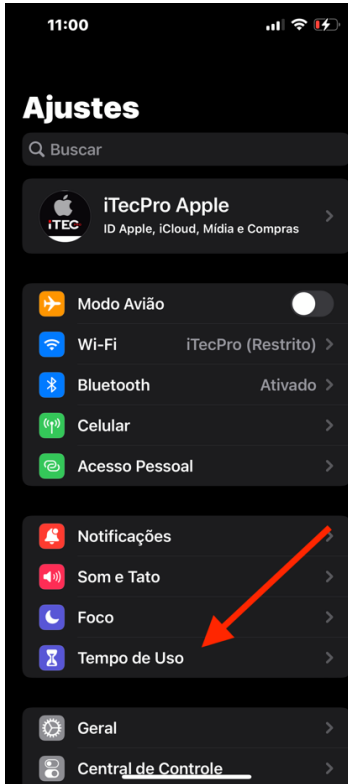 11:00
Ajustes
Buscar
iTecPro Apple
iTEC
ID Apple, iCloud, Mídia e Compras
Modo Avião
Wi-Fi iTecPro (Restrito)
Bluetooth Ativado
Celular
Acesso Pessoal
Notificações
Som e Tato
Foco
Tempo de Uso
Geral
Central de Controle